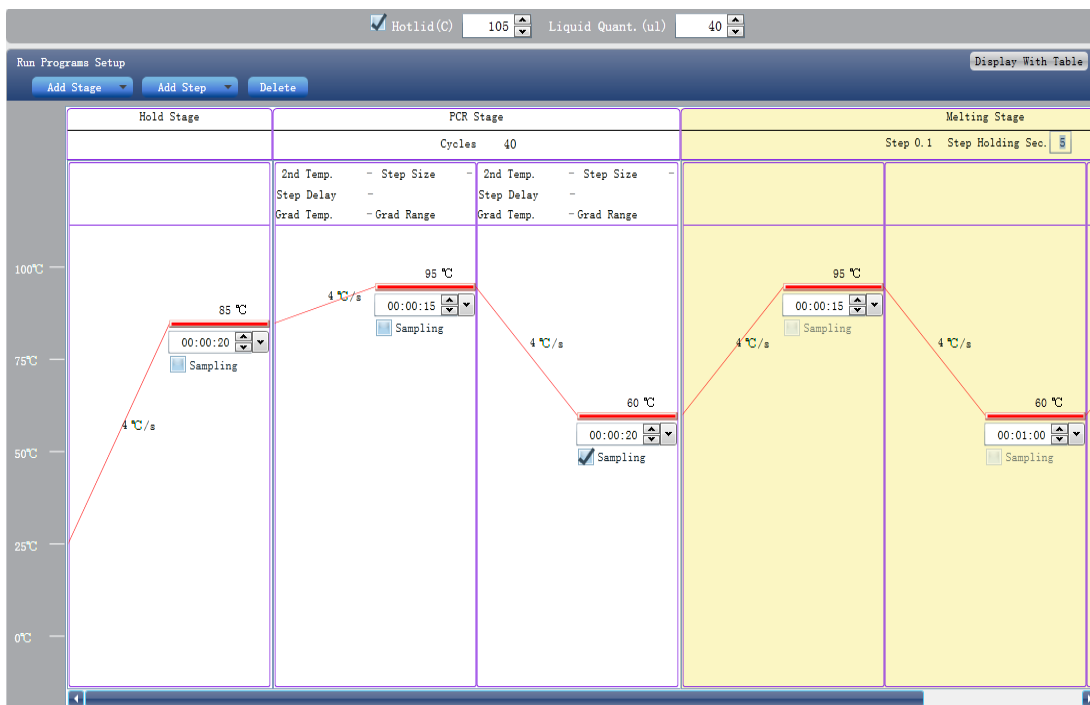 Hotlid(C) 105 Liquid Quant.(ul) 40
Run Programs Setup Display With Table
Add Stage Add Step Delete
Hold Stage PCR Stage Melting Stage
Cycles 40 Step 0.1 Step Holding Sec. 5
2nd Temp. - Step Size - 2nd Temp. - Step Size -
Step Delay - Step Delay -
Grad Temp. - Grad Range Grad Temp. - Grad Range
100℃ 95 ℃ 95 ℃
4 ℃/s 00:00:15 00:00:15
85 ℃ Sampling Sampling
00:00:20 4 ℃/s 4 ℃/s 4 ℃/s
75℃ Sampling
60 ℃ 60 ℃
4 ℃/s 00:00:20 00:01:00
50℃ Sampling Sampling
25℃
0℃